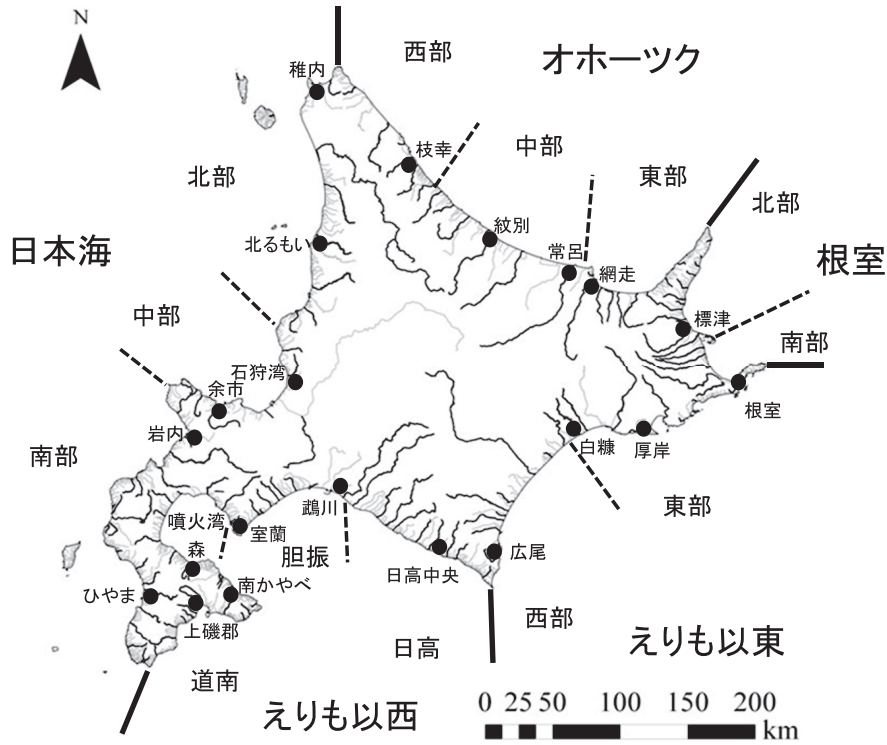 N
西部
オホーツク
稚内
枝幸
中部
東部
北部
北部
紋別
北るもい
日本海
常呂
網走
根室
中部
標津
南部
石狩湾
余市
根室
岩内
白糠
厚岸
南部
東部
鵡川
噴火湾
室蘭
胆振
広尾
森
日高中央
ひやま
南かやべ
上磯郡
西部
日高
えりも以東
道南
えりも以西
0 25 50 100 150 200
km